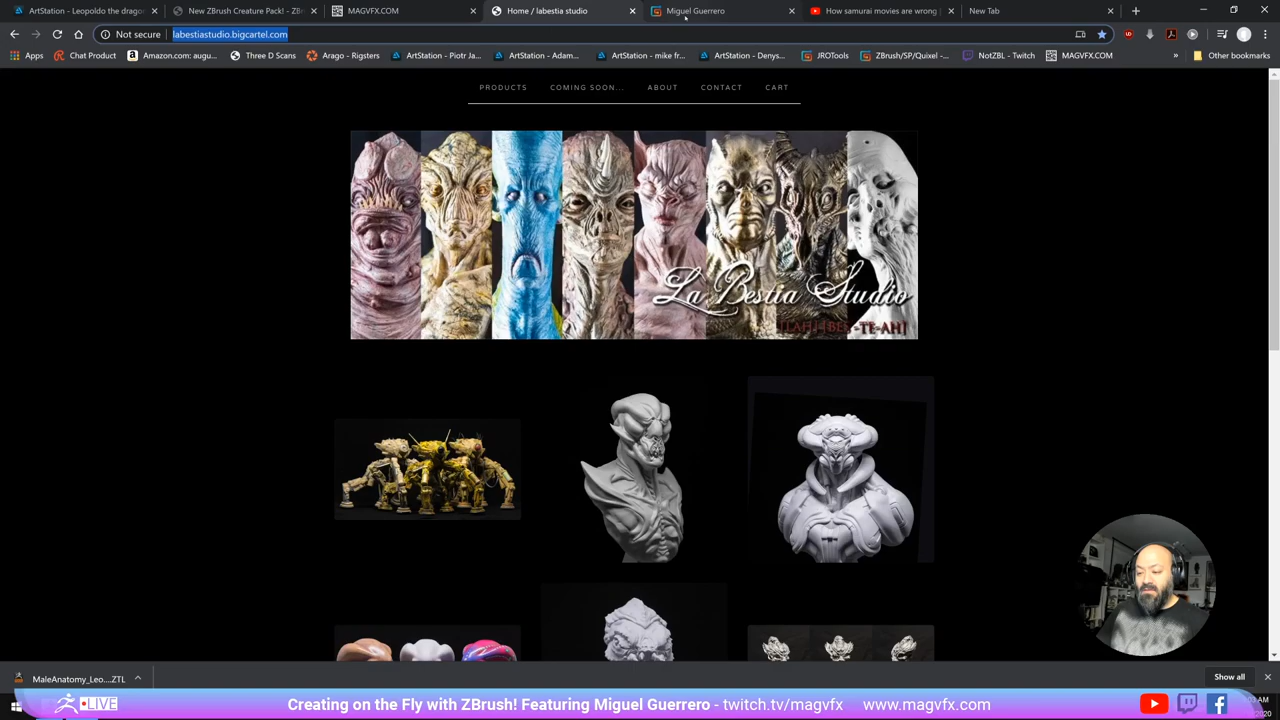 ArtStation - Leopoldo the drago
New ZBrush Creature Pack! - ZB
MAGVFX.COM
Home / labestia studio
Miguel Guerrero
How samurai movies are wrong
New Tab
Not secure
labestiastudio.bigcartel.com
Apps
Chat Product
Amazon.com: augu...
Three D Scans
Arago - Rigsters
ArtStation - Piotr Ja...
ArtStation - Adam...
ArtStation - mike fr...
ArtStation - Denys...
JROTools
ZBrush/SP/Quixel -...
NotZBL - Twitch
MAGVFX.COM
»
Other bookmarks
PRODUCTS
COMING SOON...
ABOUT
CONTACT
CART
La Bestia Studio
MaleAnatomy_Leo....ZTL
Show all
LIVE
Creating on the Fly with ZBrush! Featuring Miguel Guerrero - twitch.tv/magvfx www.magvfx.com